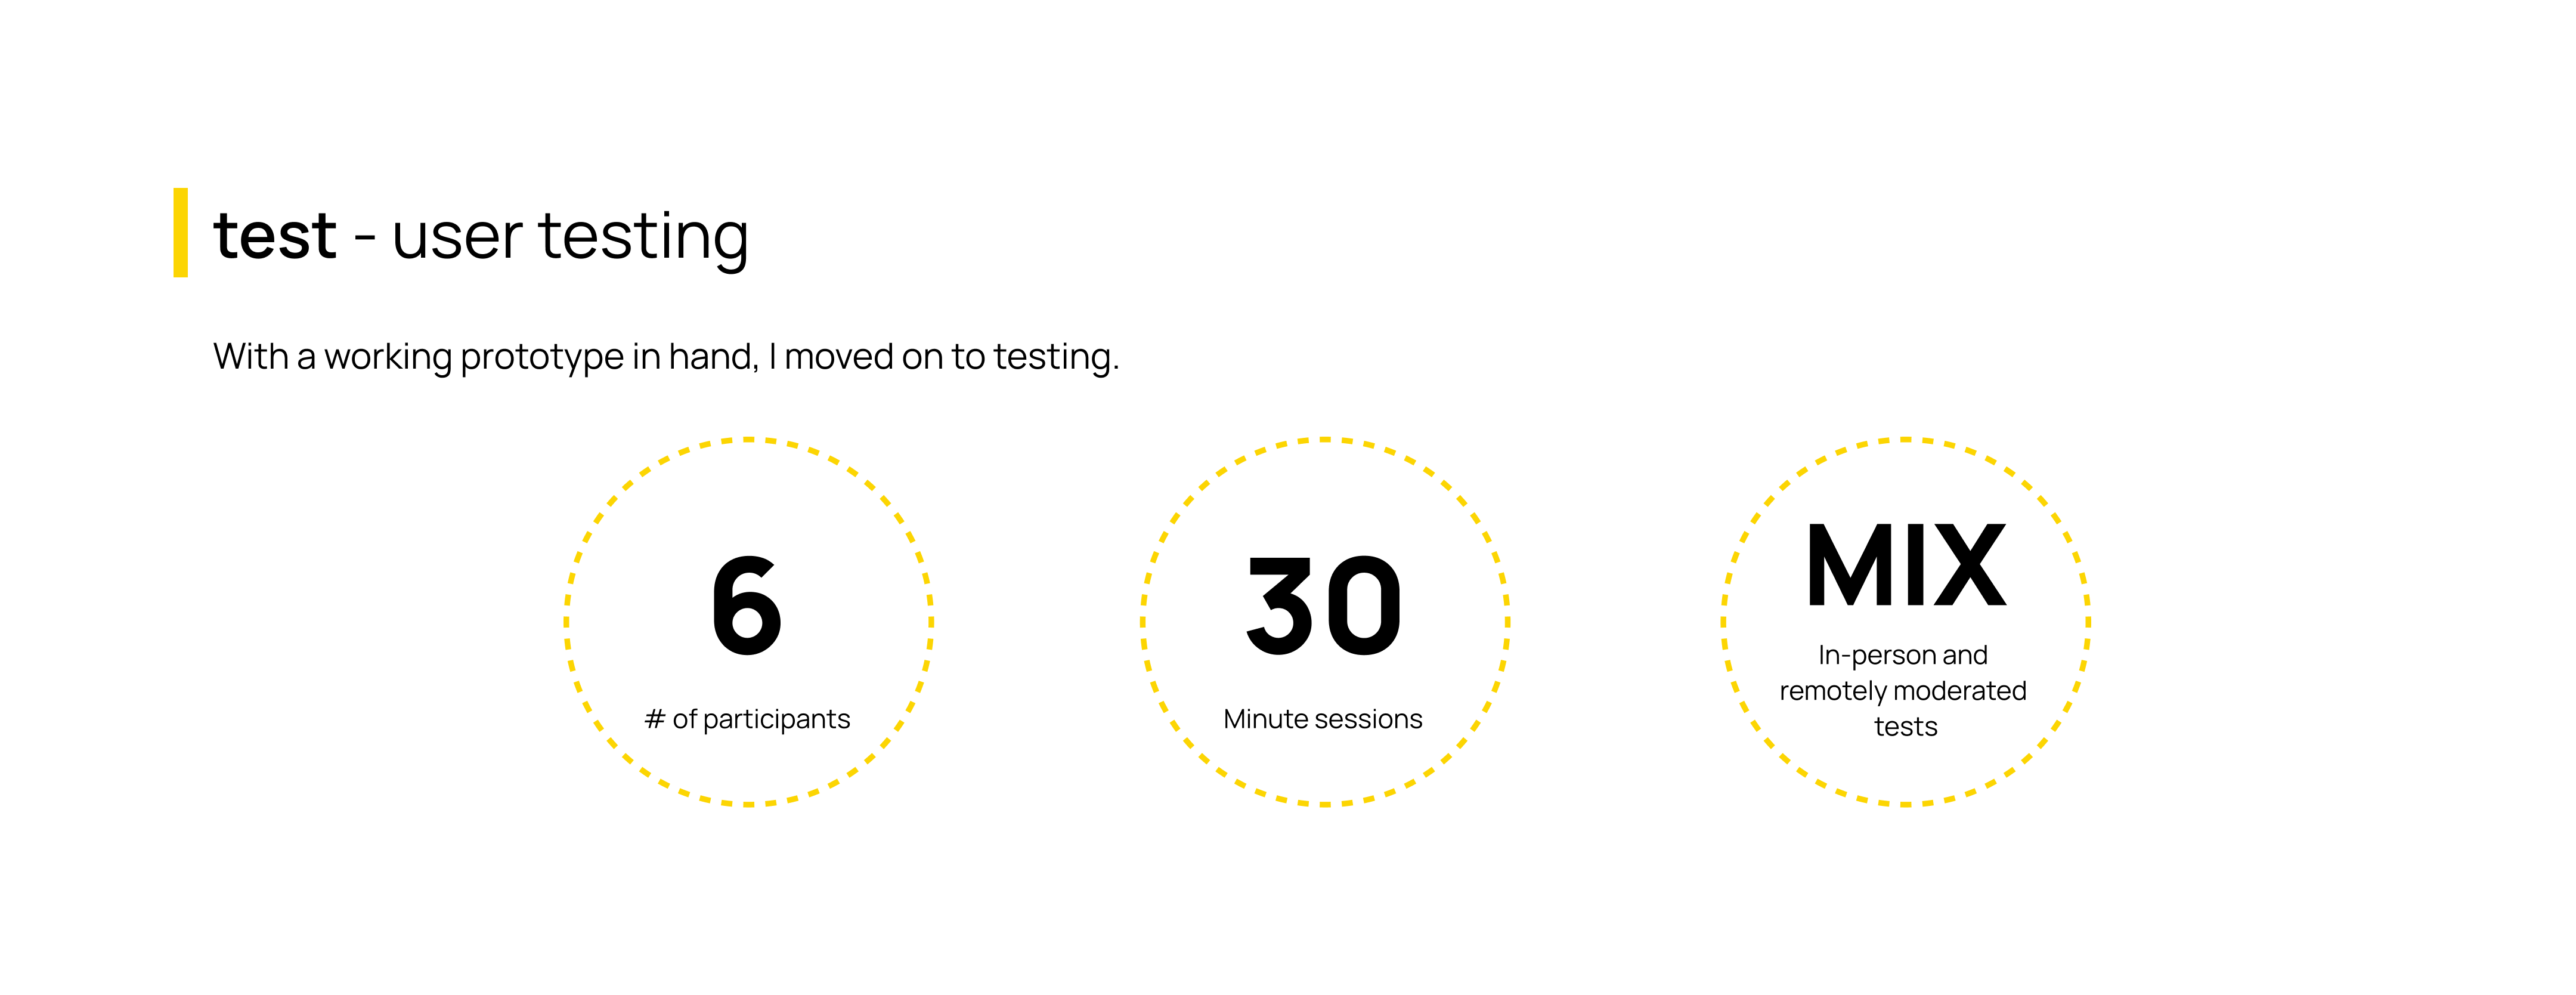 test - user testing
With a working prototype in hand, I moved on to testing.
6
# of participants
30
Minute sessions
MIX
In-person and
remotely moderated
tests